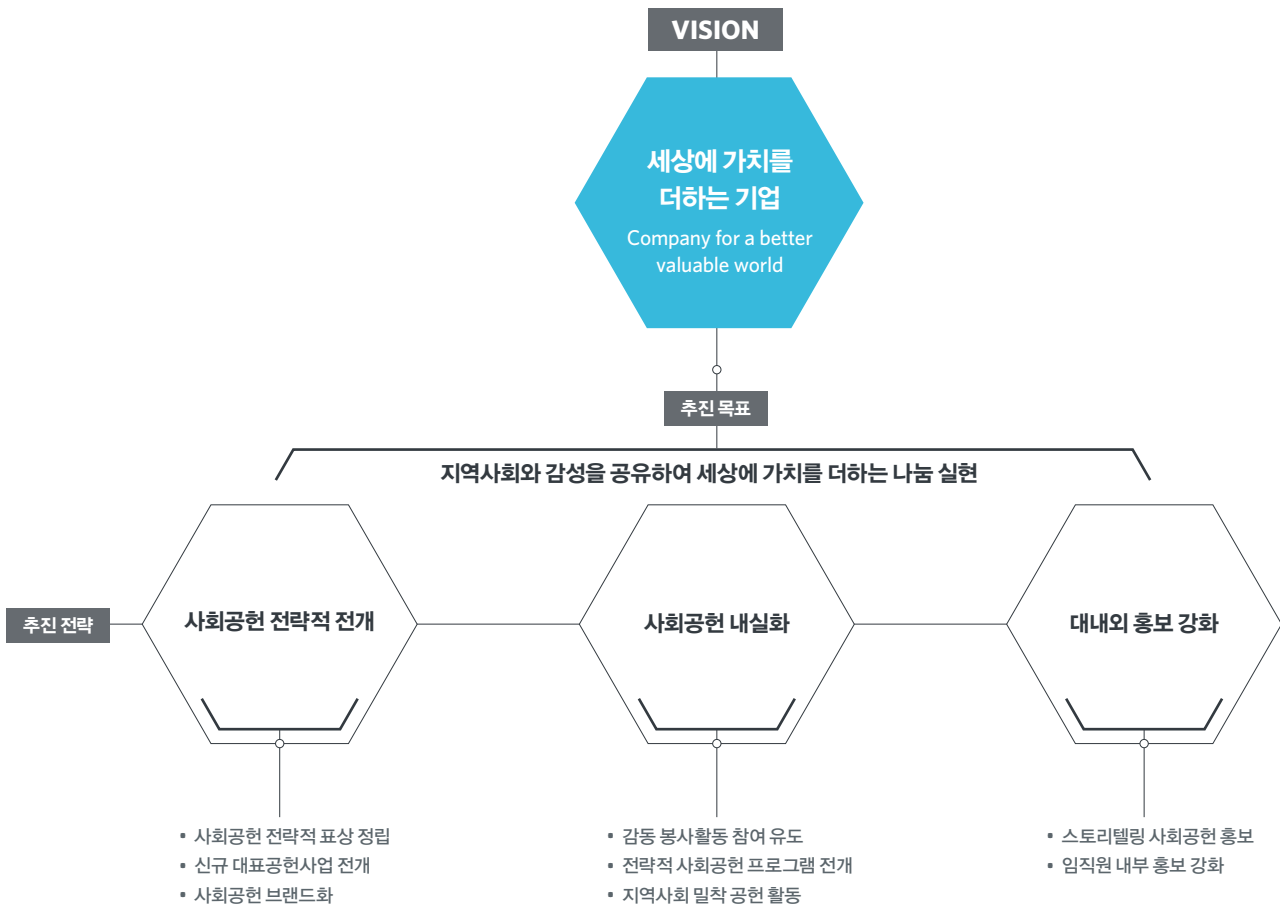 VISION
세상에 가치를
더하는 기업
Company for a better
valuable world
추진 목표
지역사회와 감성을 공유하여 세상에 가치를 더하는 나눔 실현
추진 전략
사회공헌 전략적 전개
사회공헌 내실화
대내외 홍보 강화
▪ 사회공헌 전략적 표상 정립
▪ 신규 대표공헌사업 전개
▪ 사회공헌 브랜드화
▪ 감동 봉사활동 참여 유도
▪ 전략적 사회공헌 프로그램 전개
▪ 지역사회 밀착 공헌 활동
▪ 스토리텔링 사회공헌 홍보
▪ 임직원 내부 홍보 강화